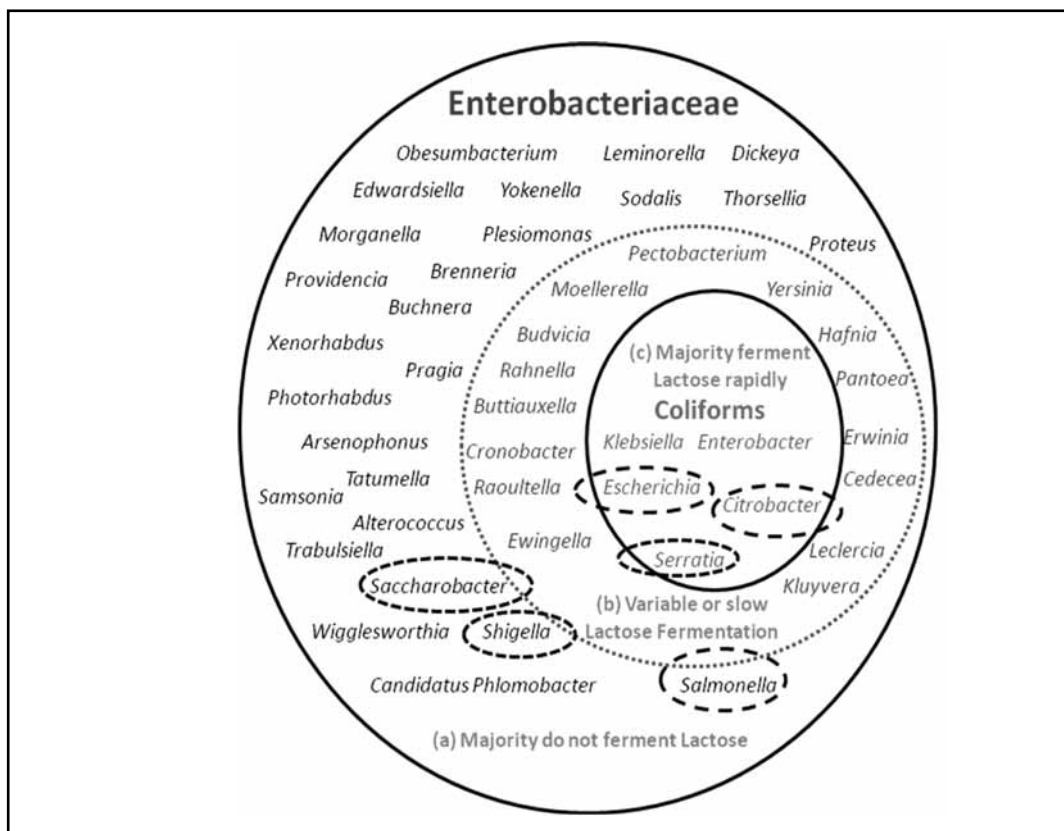 Enterobacteriaceae
Obesumbacterium Leminorella Dickeya
Edwardsiella Yokenella Sodalis Thorsellia
Morganella Plesiomonas Proteus
Pectobacterium
Providencia Brenneria Moellerella Yersinia
Buchnera
Xenorhabdus Budvicia Hafnia
(c) Majority ferment
Pragia Rahnella Lactose rapidly Pantoea
Photorhabdus Buttiauxella Coliforms
Arsenophonus Cronobacter Klebsiella Enterobacter Erwinia
Tatumella Raoultella Escherichia Cedecea
Samsonia Citrobacter
Alterococcus
Trabulsiella Ewingella Serratia Leclercia
Saccharobacter Kluyvera
(b) Variable or slow
Wigglesworthia Shigella Lactose Fermentation
Candidatus Phlomobacter Salmonella
(a) Majority do not ferment Lactose